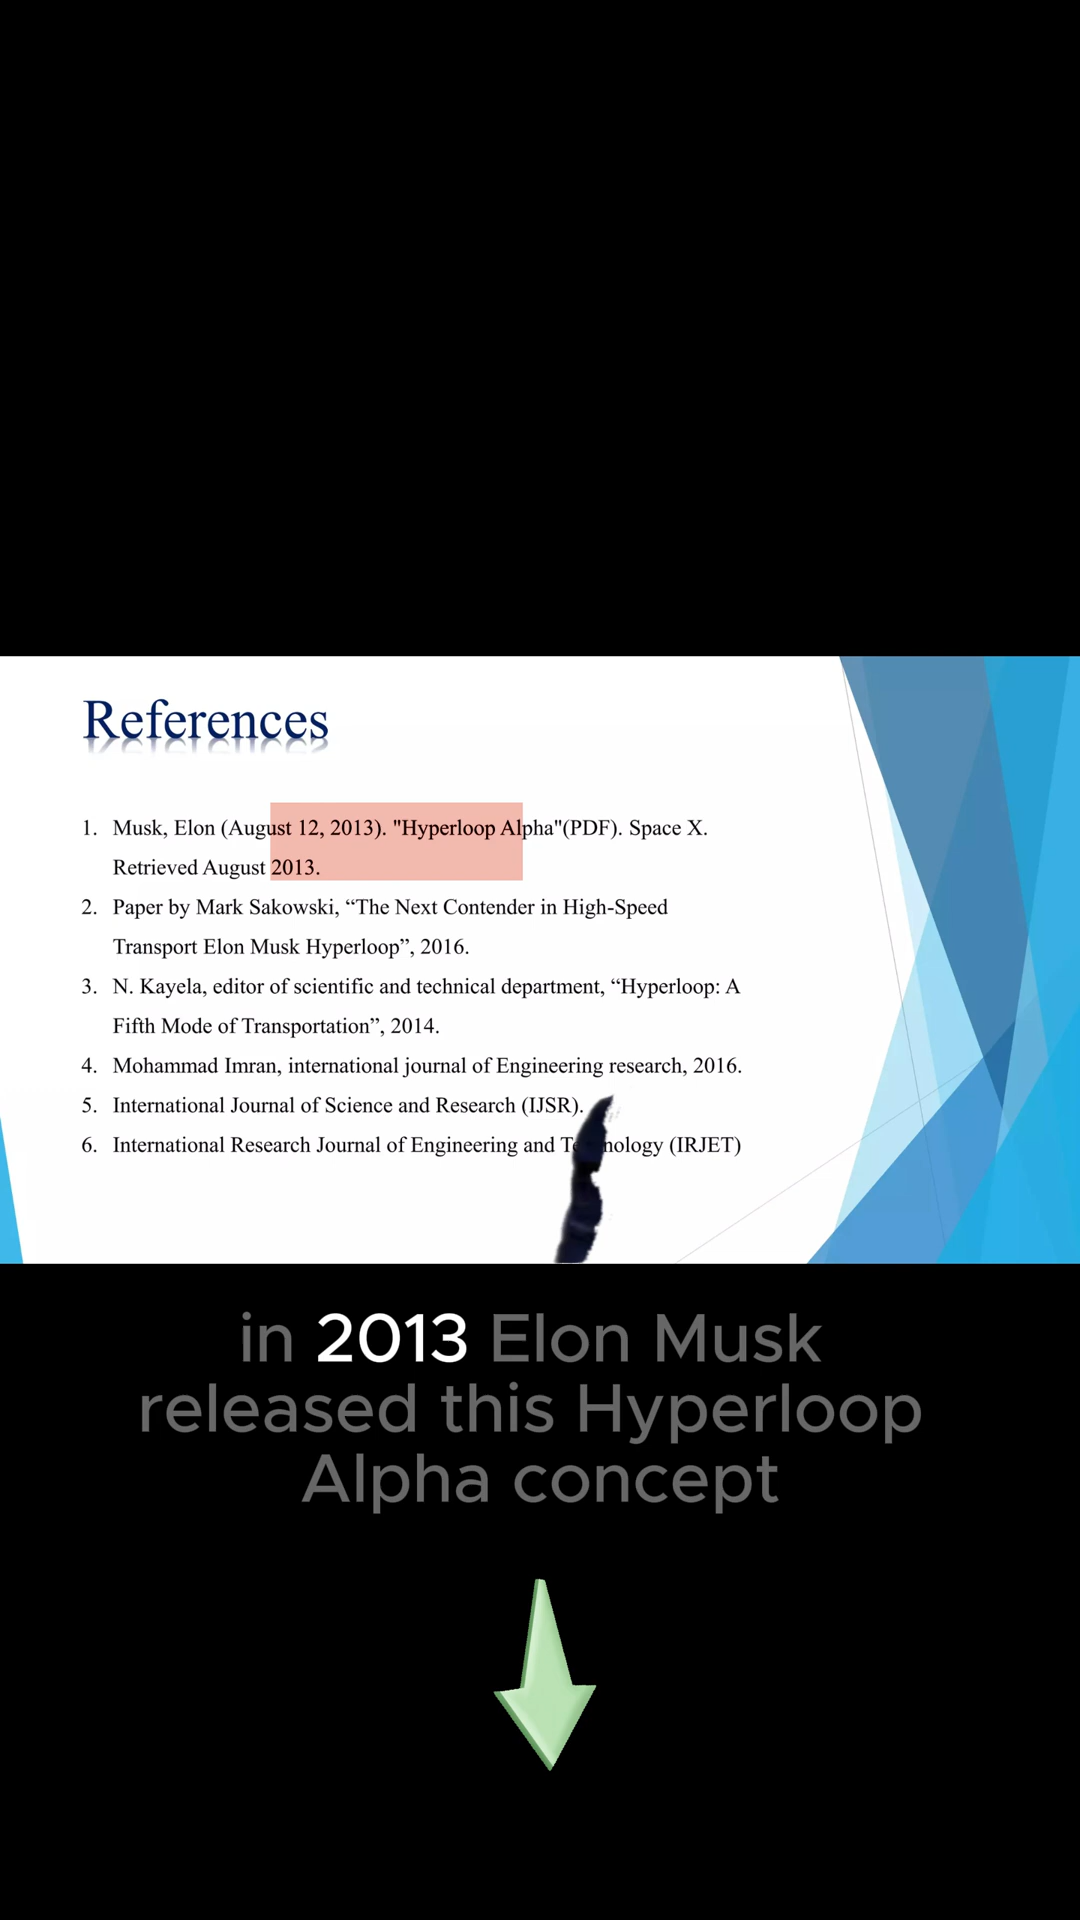 References
1. Musk, Elon (August 12, 2013). "Hyperloop Alpha"(PDF). Space X.
Retrieved August 2013.
2. Paper by Mark Sakowski, “The Next Contender in High-Speed
Transport Elon Musk Hyperloop”, 2016.
3. N. Kayela, editor of scientific and technical department, “Hyperloop: A
Fifth Mode of Transportation”, 2014.
4. Mohammad Imran, international journal of Engineering research, 2016.
5. International Journal of Science and Research (IJSR).
6. International Research Journal of Engineering and (IRJET)
in 2013 Elon Musk
released this Hyperloop
Alpha concept